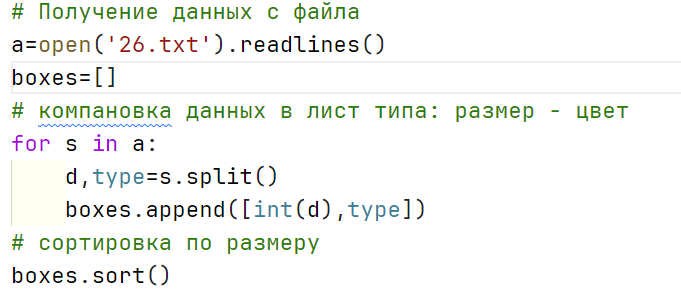 # Получение данных с файла
a=open('26.txt').readlines()
boxes=[]
# компановка данных в лист типа: размер - цвет
for s in a:
    d,type=s.split()
    boxes.append([int(d),type])
# сортировка по размеру
boxes.sort()